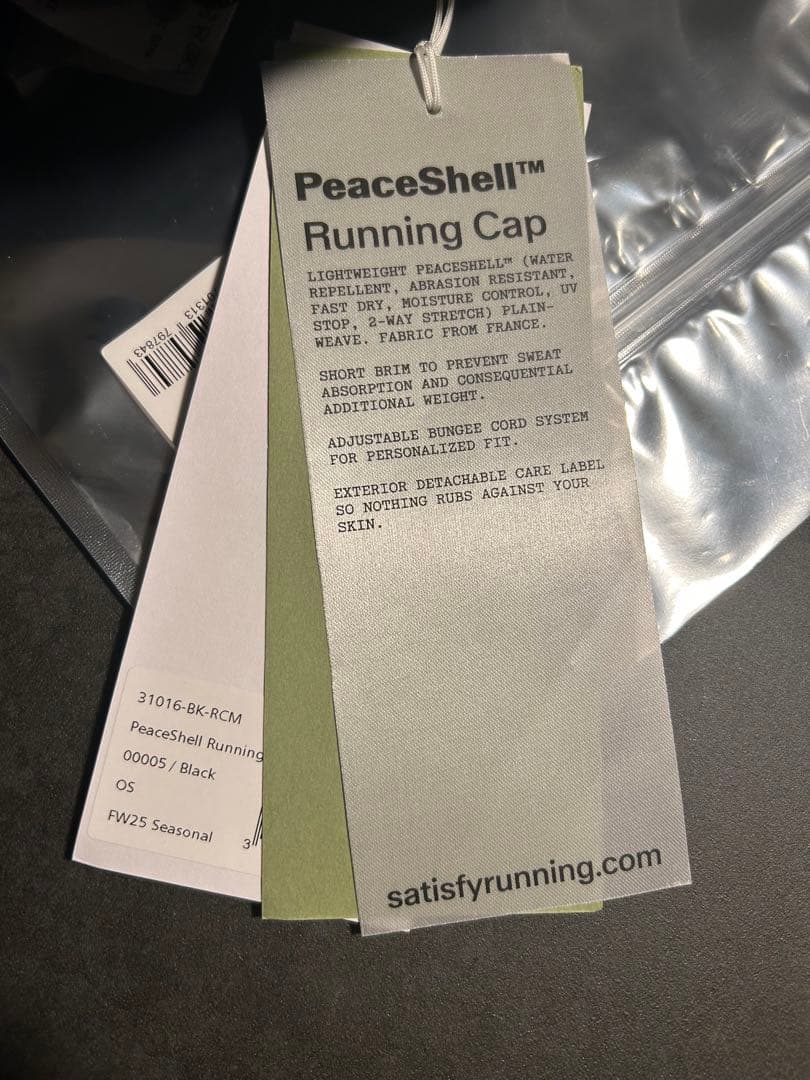 PeaceShell™
Running Cap
LIGHTWEIGHT PEACESHELL™ (WATER
REPELLENT, ABRASION RESISTANT,
FAST DRY, MOISTURE CONTROL, UV
STOP, 2-WAY STRETCH) PLAIN-
WEAVE. FABRIC FROM FRANCE.
SHORT BRIM TO PREVENT SWEAT
ABSORPTION AND CONSEQUENTIAL
ADDITIONAL WEIGHT.
ADJUSTABLE BUNGEE CORD SYSTEM
FOR PERSONALIZED FIT.
EXTERIOR DETACHABLE CARE LABEL
SO NOTHING RUBS AGAINST YOUR
SKIN.
satisfyrunning.com
31016-BK-RCM
PeaceShell Running
00005 / Black
OS
FW25 Seasonal
3
797843